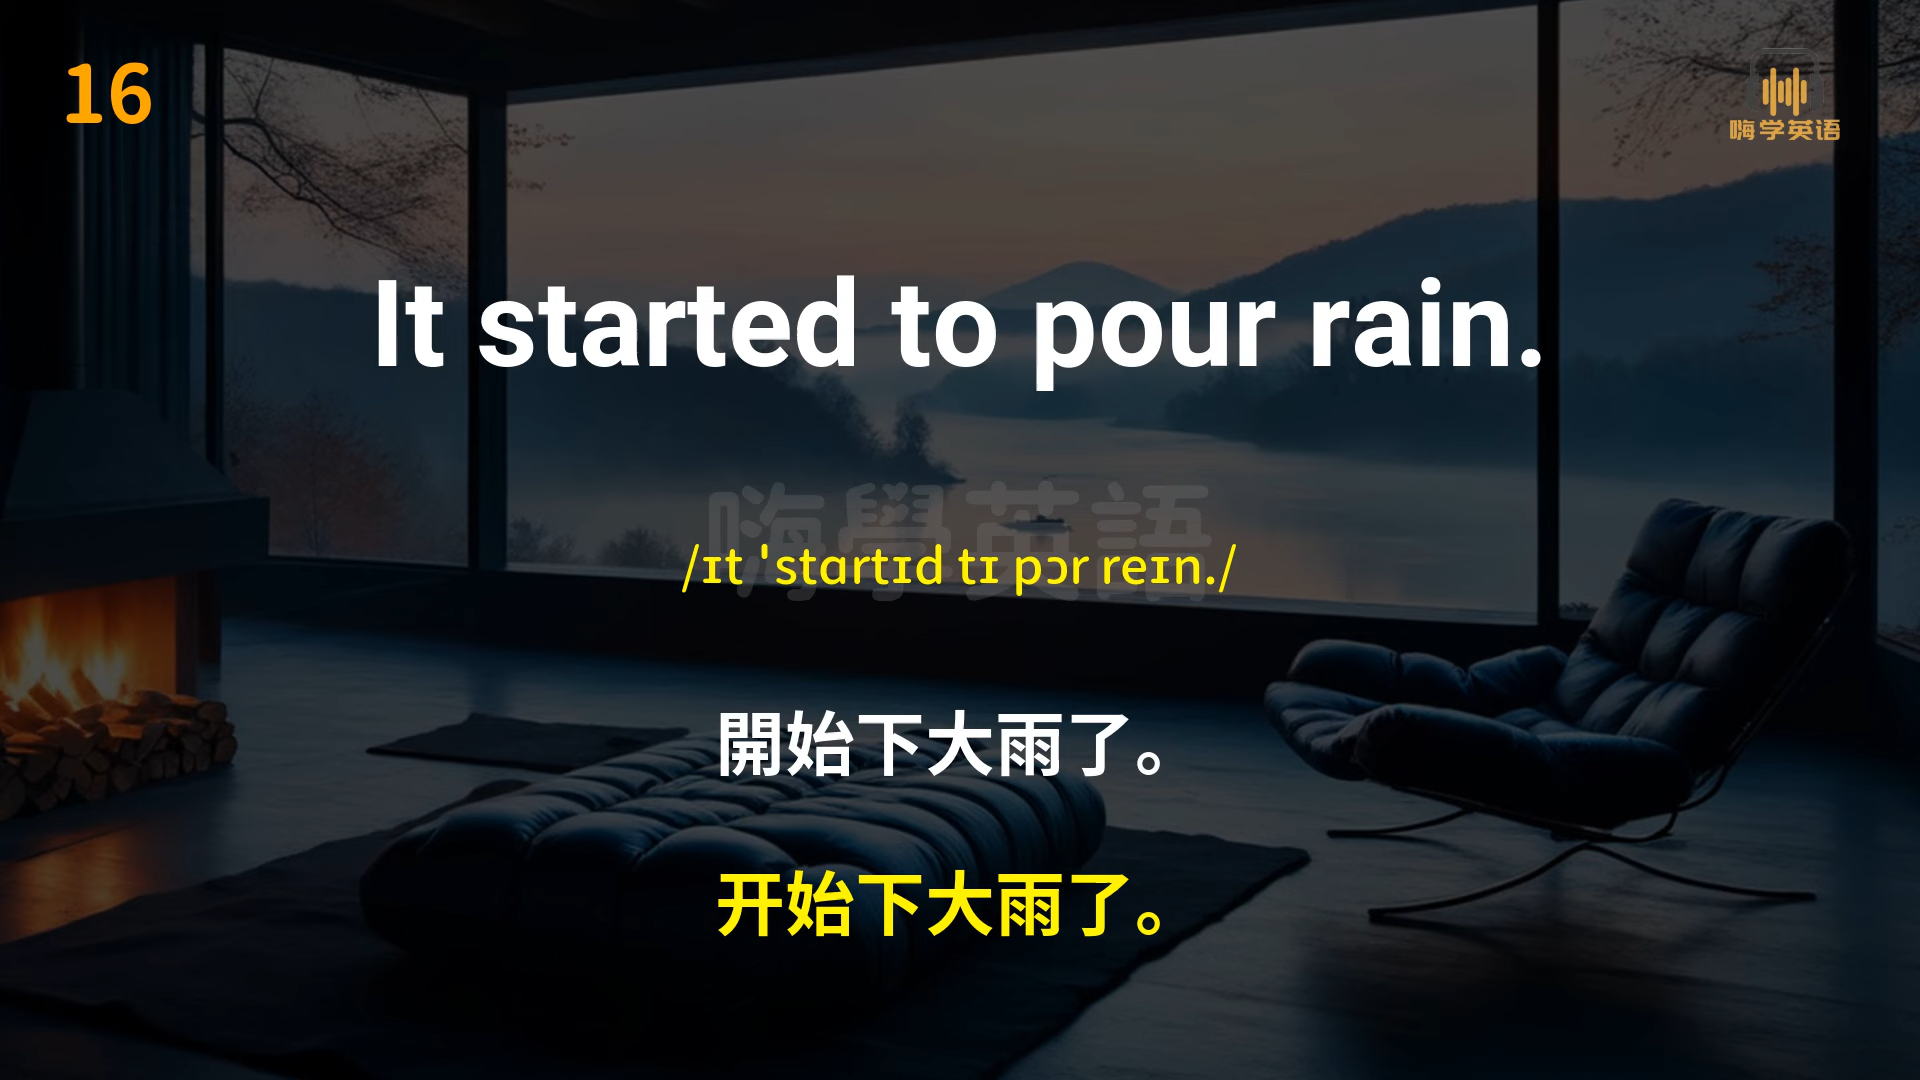 16
嗨学英语
It started to pour rain.
嗨學英語
/ɪt ˈstɑrtɪd tɪ pɔr reɪn./
開始下大雨了。
开始下大雨了。